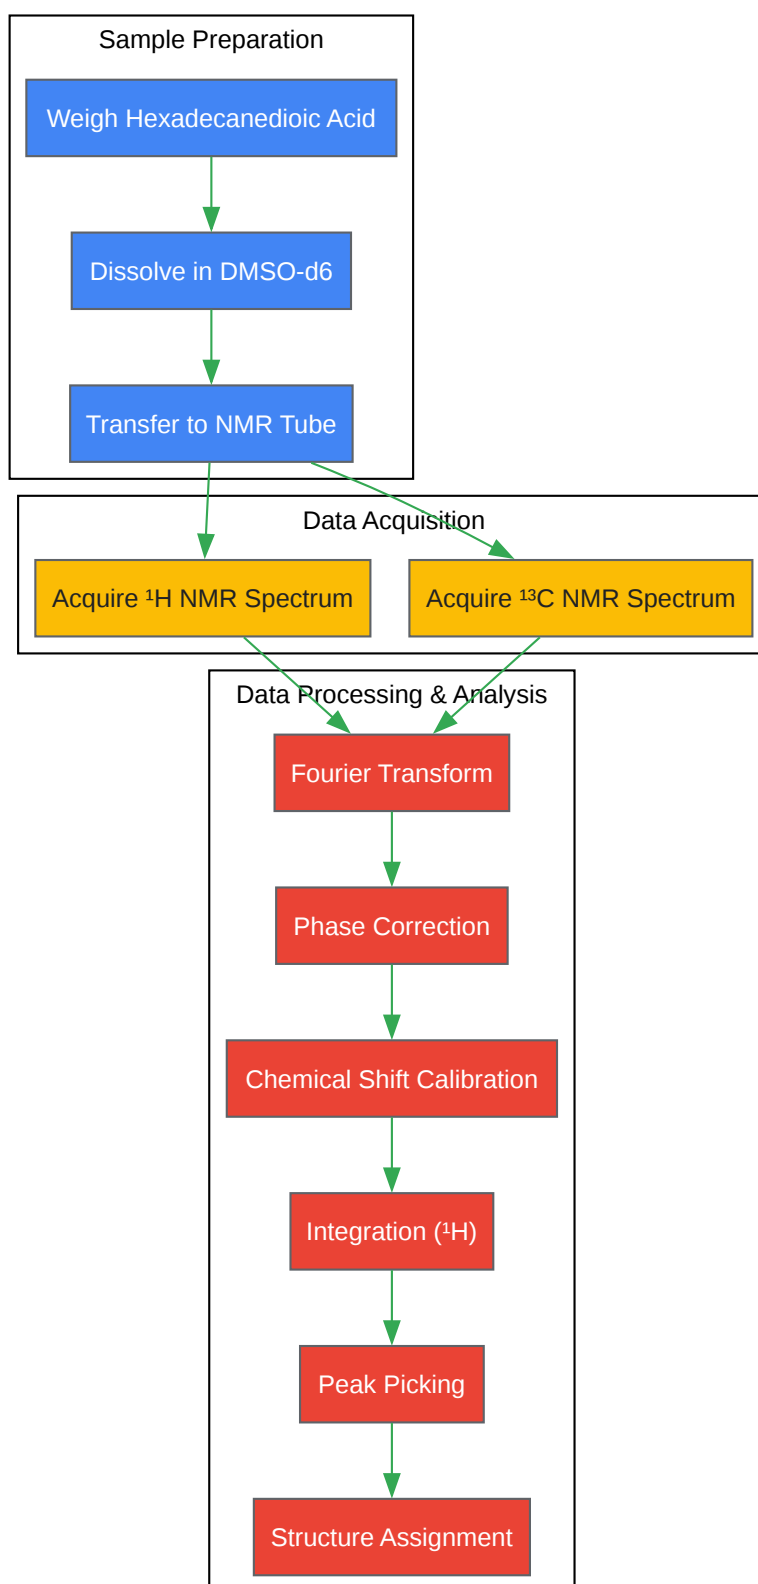 Sample Preparation
Weigh Hexadecanedioic Acid
Dissolve in DMSO-d6
Transfer to NMR Tube
Data Acquisition
Acquire ¹H NMR Spectrum
Acquire ¹³C NMR Spectrum
Data Processing & Analysis
Fourier Transform
Phase Correction
Chemical Shift Calibration
Integration (¹H)
Peak Picking
Structure Assignment